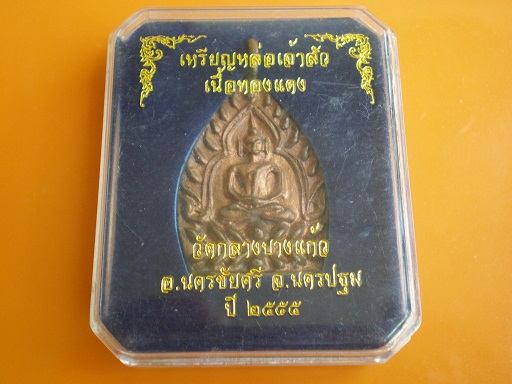 เหรียญหล่อเจ้าสัว
เนื้อทองแดง
วัดกลางบางแก้ว
อ.นครชัยศรี จ.นครปฐม
ปี ๒๕๕๕